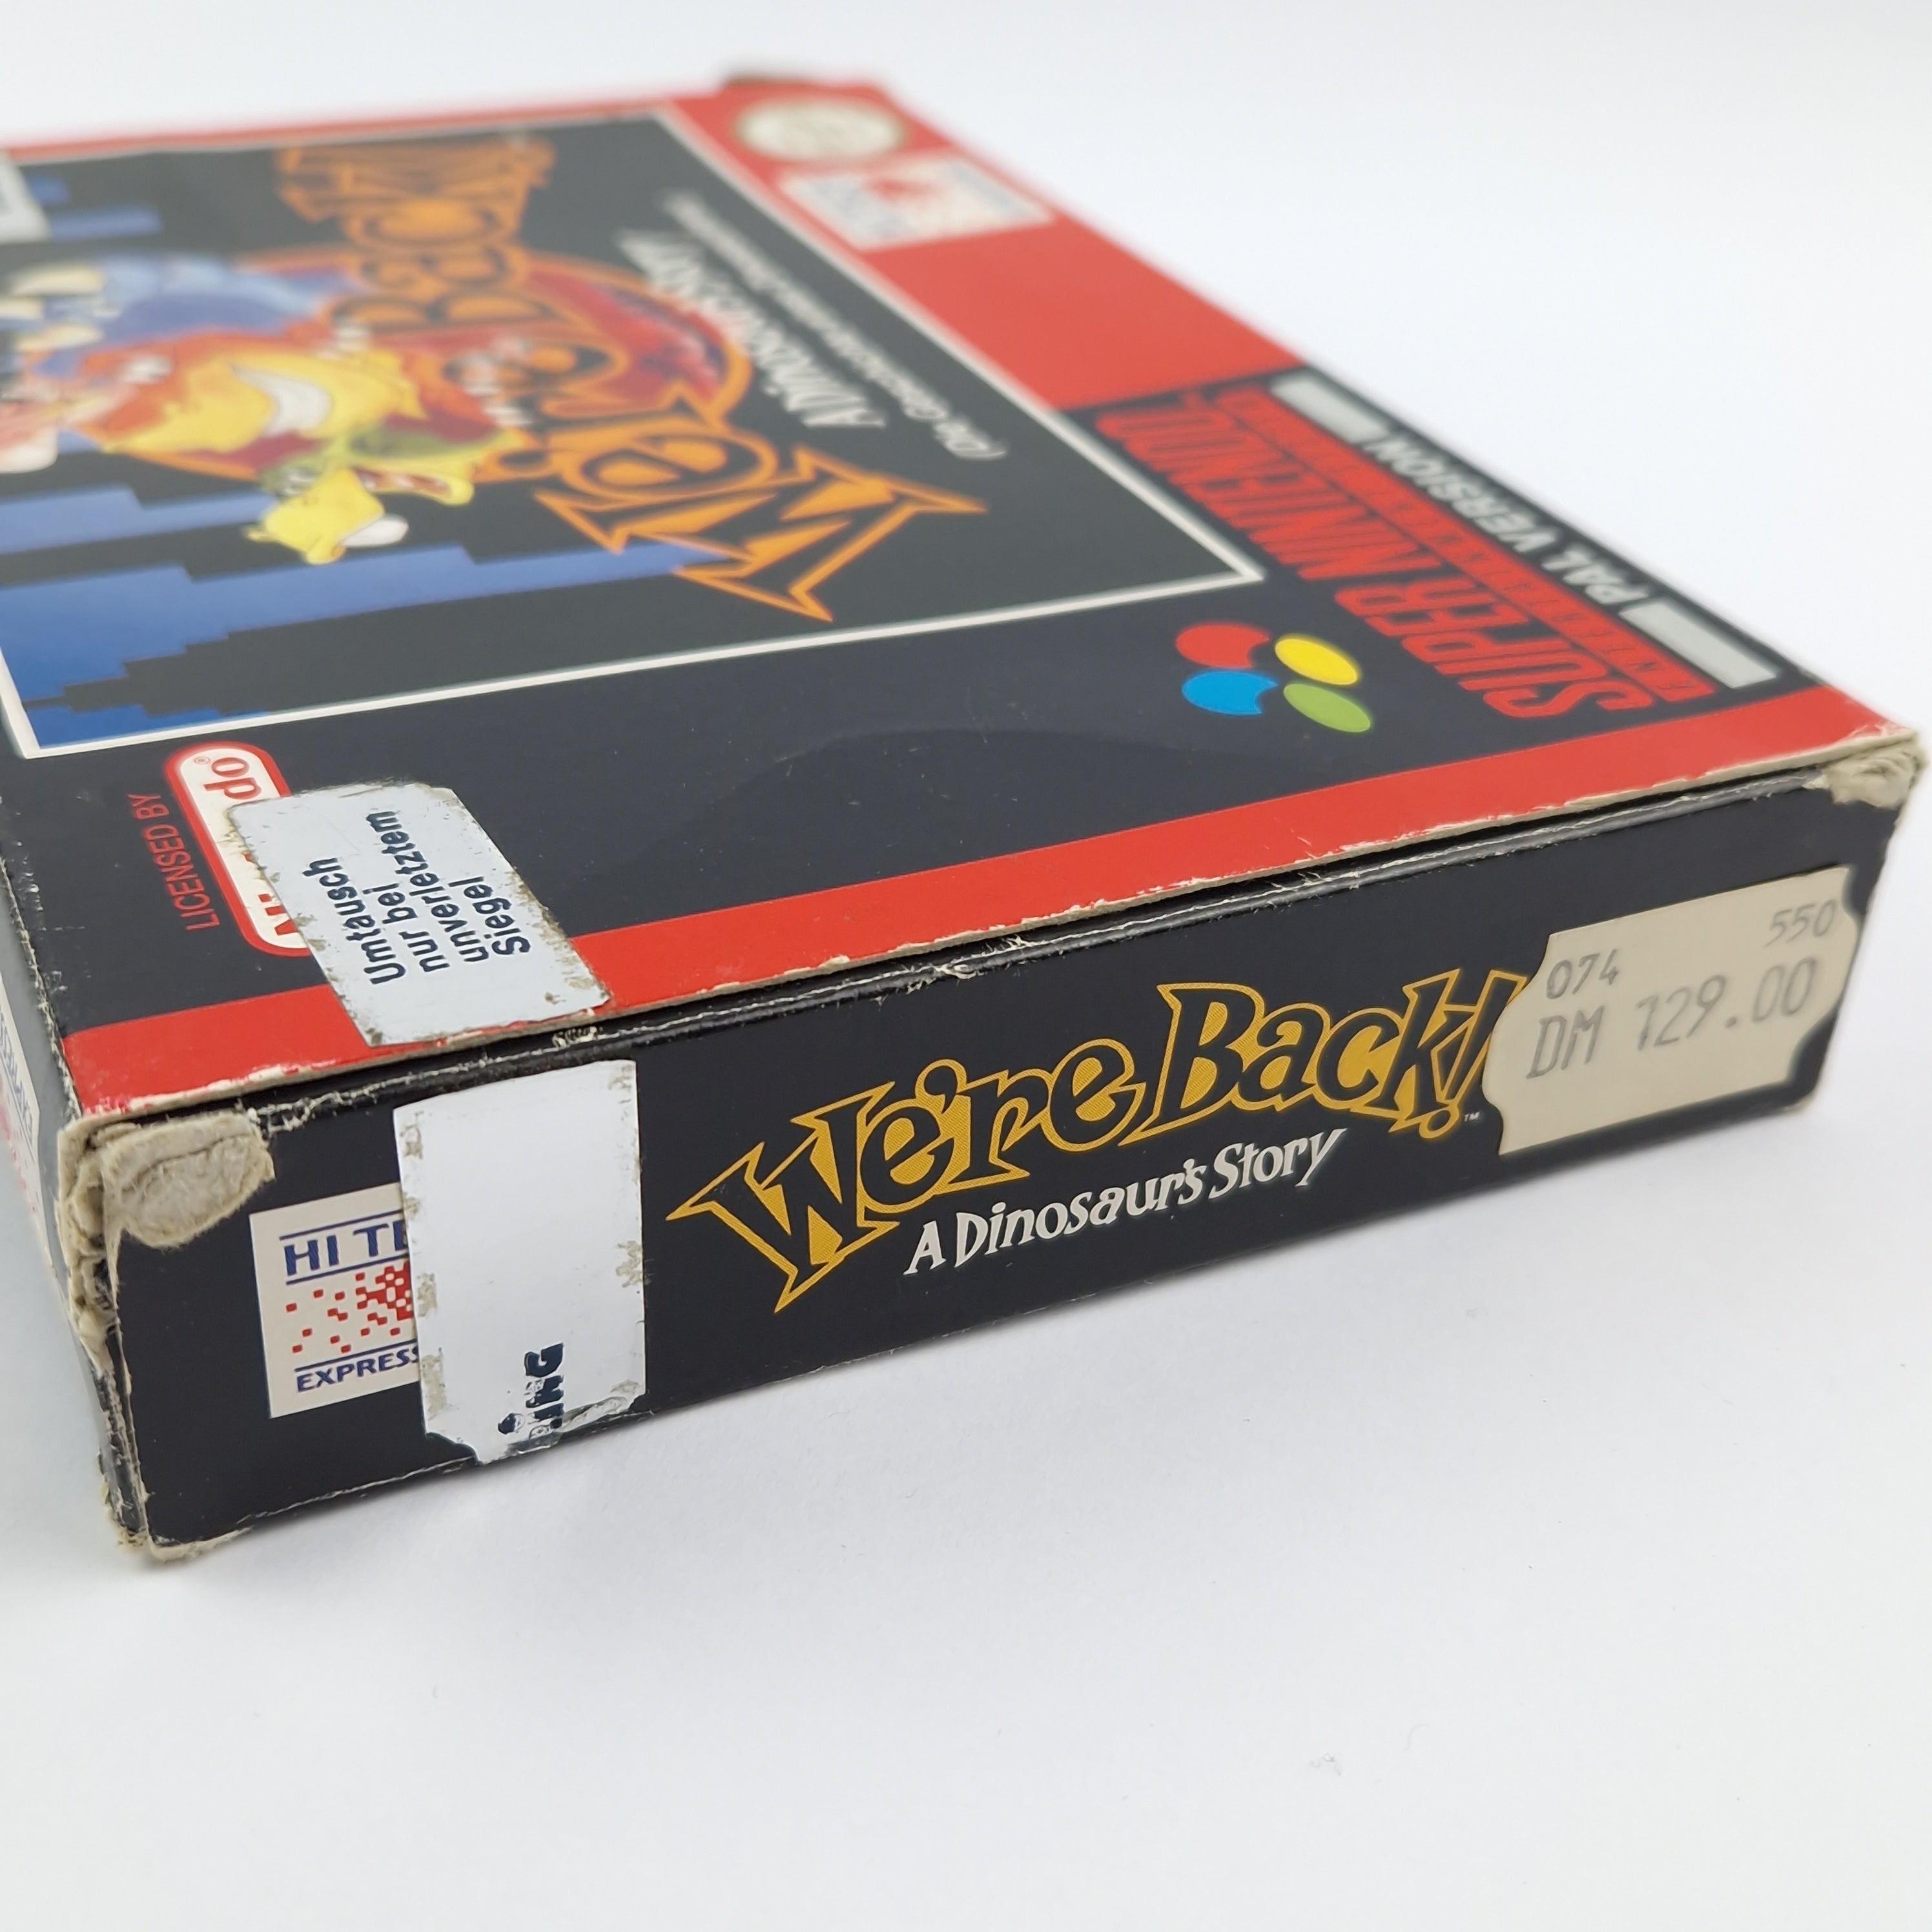 We're Back!
A Dinosaur's Story
SUPER NINTENDO
PAL VERSION
LICENSED BY
Umtausch
nur bei
unverletztem
Siegel
HI TE
EXPRESS
We're Back!™
A Dinosaur's Story
074 550
DM 129.00